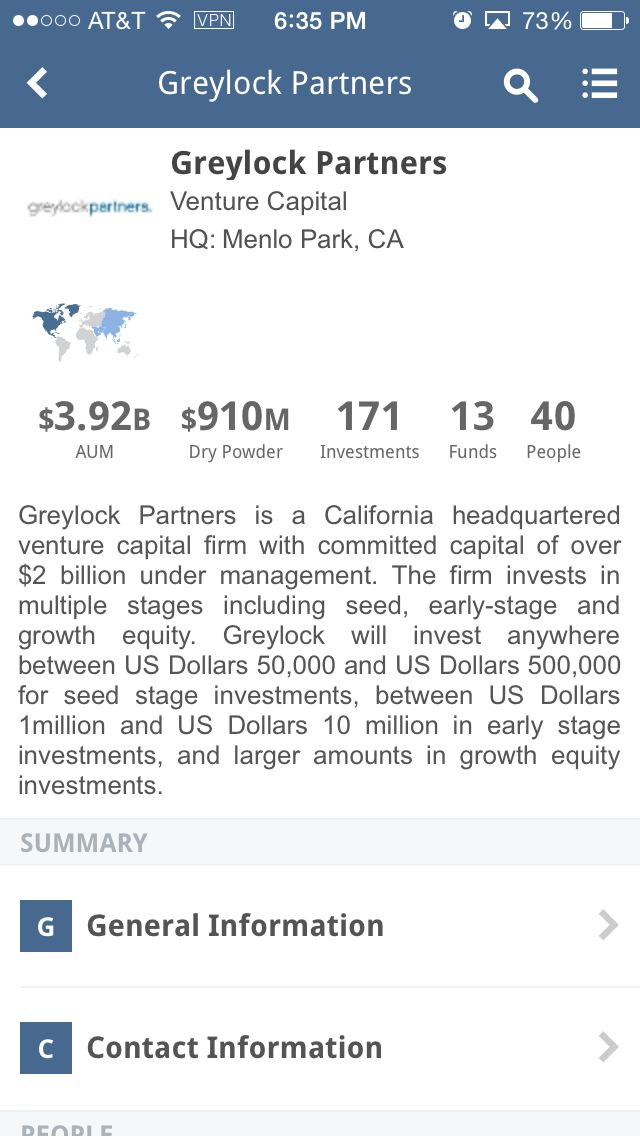 AT&T VPN 6:35 PM 73%
Greylock Partners
Greylock Partners
greylockpartners.
Venture Capital
HQ: Menlo Park, CA
$3.92B $910M 171 13 40
AUM Dry Powder Investments Funds People
Greylock Partners is a California headquartered
venture capital firm with committed capital of over
$2 billion under management. The firm invests in
multiple stages including seed, early-stage and
growth equity. Greylock will invest anywhere
between US Dollars 50,000 and US Dollars 500,000
for seed stage investments, between US Dollars
1million and US Dollars 10 million in early stage
investments, and larger amounts in growth equity
investments.
SUMMARY
G General Information
C Contact Information
PEOPLE